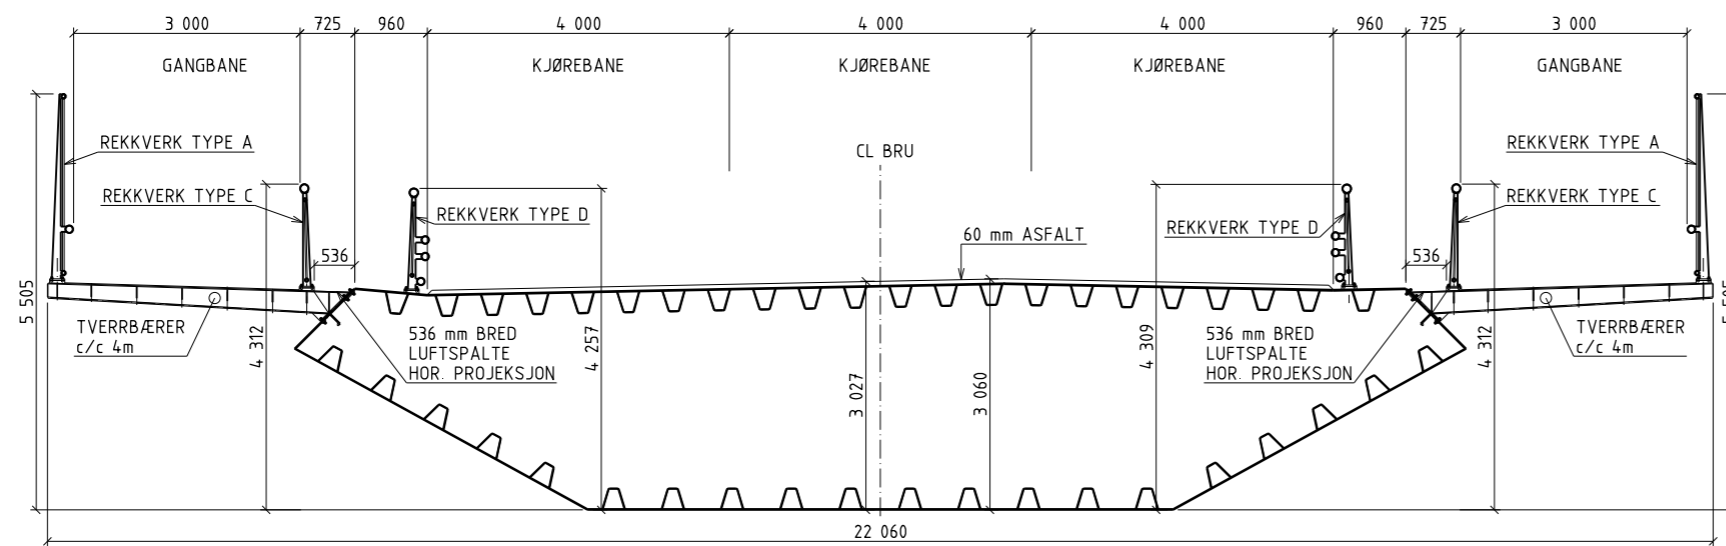 3 000 725 960 4 000 4 000 4 000 960 725 3 000
GANGBANE KJØREBANE KJØREBANE KJØREBANE GANGBANE
REKKVERK TYPE A
CL BRU
REKKVERK TYPE A
REKKVERK TYPE C
REKKVERK TYPE D
REKKVERK TYPE D
REKKVERK TYPE C
60 mm ASFALT
536
536
5 505
4 312
4 257
3 027
3 060
4 309
4 312
TVERRBÆRER
c/c 4m
536 mm BRED
LUFTSPALTE
HOR. PROJEKSJON
536 mm BRED
LUFTSPALTE
HOR. PROJEKSJON
TVERRBÆRER
c/c 4m
22 060